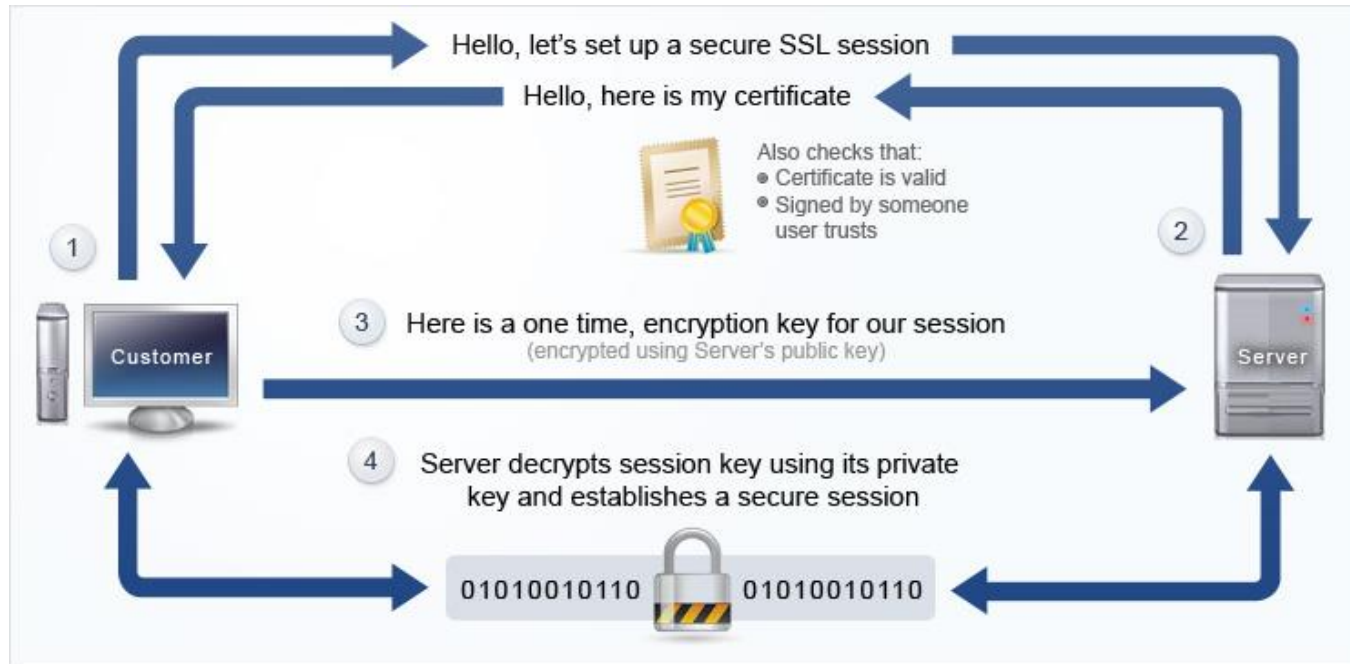 Hello, let's set up a secure SSL session
Hello, here is my certificate
Also checks that:
Certificate is valid
Signed by someone
user trusts
1
2
3
Here is a one time, encryption key for our session
(encrypted using Server's public key)
Customer
Server
4
Server decrypts session key using its private
key and establishes a secure session
01010010110
01010010110